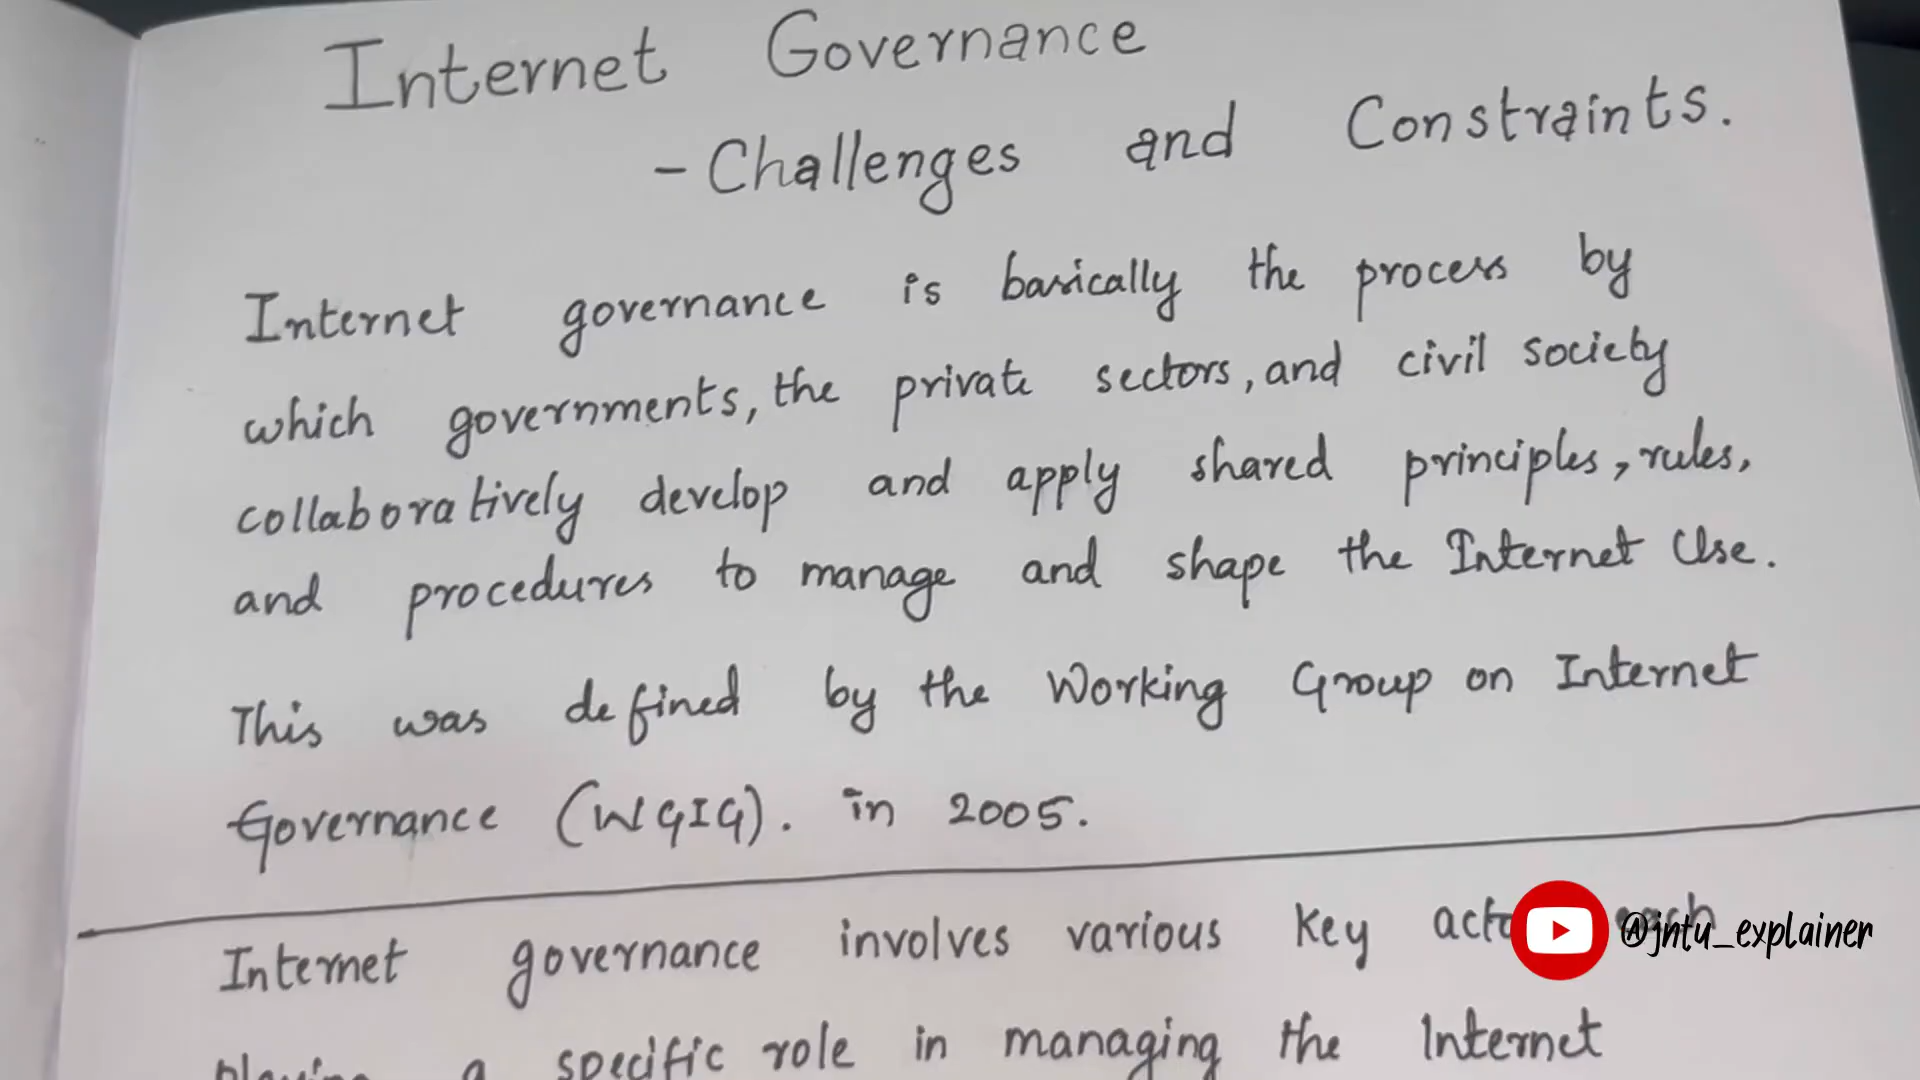 Internet Governance
- Challenges and Constraints.
Internet governance is basically the process by
which governments, the private sectors, and civil society
collaboratively develop and apply shared principles, rules,
and procedures to manage and shape the Internet Use.
This was defined by the Working Group on Internet
Governance (WGIG). in 2005.
Internet governance involves various key each
@jntu_explainer
a specific role in managing the Internet